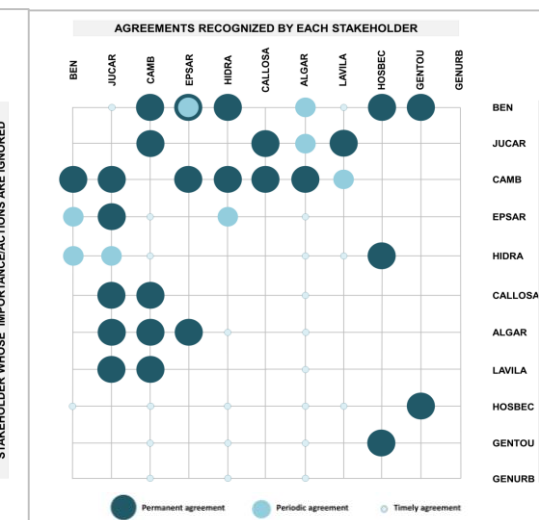 AGREEMENTS RECOGNIZED BY EACH STAKEHOLDER
BEN
JUCAR
CAMB
EPSAR
HIDRA
CALLOSA
ALGAR
LAVILA
HOSBEC
GENTOU
GENURB
STAKEHOLDER WHOSE IMPORTANCE/ACTIONS ARE IGNORED
BEN
JUCAR
CAMB
EPSAR
HIDRA
CALLOSA
ALGAR
LAVILA
HOSBEC
GENTOU
GENURB
Permanent agreement
Periodic agreement
Timely agreement